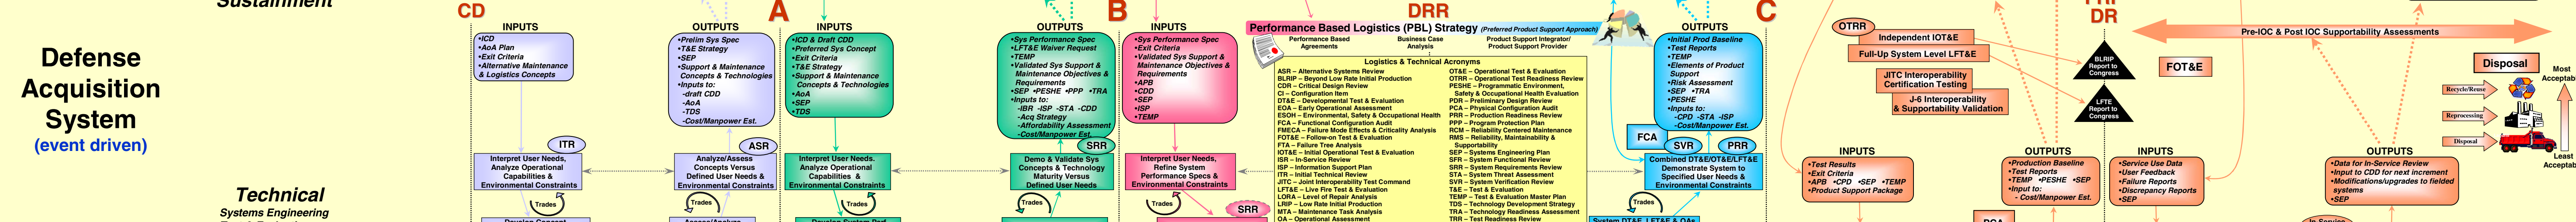 Sustainment
Defense
Acquisition
System
(event driven)
Technical
Systems Engineering
CD
INPUTS
•ICD
•AoA Plan
•Exit Criteria
•Alternative Maintenance
& Logistics Concepts
ITR
Interpret User Needs,
Analyze Operational
Capabilities &
Environmental Constraints
Trades
OUTPUTS
•Prelim Sys Spec
•T&E Strategy
•SEP
•Support & Maintenance
Concepts & Technologies
•Inputs to:
-draft CDD
-AoA
-TDS
-Cost/Manpower Est.
ASR
Analyze/Assess
Concepts Versus
Defined User Needs &
Environmental Constraints
Trades
A
INPUTS
•ICD & Draft CDD
•Preferred Sys Concept
•Exit Criteria
•T&E Strategy
•Support & Maintenance
Concepts & Technologies
•AoA
•SEP
•TDS
Interpret User Needs.
Analyze Operational
Capabilities &
Environmental Constraints
Trades
OUTPUTS
•Sys Performance Spec
•LFT&E Waiver Request
•TEMP
•Validated Sys Support &
Maintenance Objectives &
Requirements
•SEP •PESHE •PPP •TRA
•Inputs to:
-IBR -ISP -STA -CDD
-Acq Strategy
-Affordability Assessment
-Cost/Manpower Est.
SRR
Demo & Validate Sys
Concepts & Technology
Maturity Versus
Defined User Needs
Trades
B
INPUTS
•Sys Performance Spec
•Exit Criteria
•Validated Sys Support &
Maintenance Objectives &
Requirements
•APB
•CDD
•SEP
•ISP
•TEMP
Interpret User Needs,
Refine System
Performance Specs &
Environmental Constraints
Trades
SRR
DRR
Performance Based Logistics (PBL) Strategy (Preferred Product Support Approach)
Performance Based
Agreements
Business Case
Analysis
Product Support Integrator/
Product Support Provider
Logistics & Technical Acronyms
ASR – Alternative Systems Review
BLRIP – Beyond Low Rate Initial Production
CDR – Critical Design Review
CI – Configuration Item
DT&E – Developmental Test & Evaluation
EOA – Early Operational Assessment
ESOH – Environmental, Safety & Occupational Health
FCA – Functional Configuration Audit
FMECA – Failure Mode Effects & Criticality Analysis
FOT&E – Follow-on Test & Evaluation
FTA – Failure Tree Analysis
IOT&E – Initial Operational Test & Evaluation
ISR – In-Service Review
ISP – Information Support Plan
ITR – Initial Technical Review
JITC – Joint Interoperability Test Command
LFT&E – Live Fire Test & Evaluation
LORA – Level of Repair Analysis
LRIP – Low Rate Initial Production
MTA – Maintenance Task Analysis
OA – Operational Assessment
OT&E – Operational Test & Evaluation
OTRR – Operational Test Readiness Review
PESHE – Programmatic Environment,
Safety & Occupational Health Evaluation
PDR – Preliminary Design Review
PCA – Physical Configuration Audit
PRR – Production Readiness Review
PPP – Program Protection Plan
RCM – Reliability Centered Maintenance
RMS – Reliability, Maintainability &
Supportability
SEP – Systems Engineering Plan
SFR – System Functional Review
SRR – System Requirements Review
STA – System Threat Assessment
SVR – System Verification Review
T&E – Test & Evaluation
TEMP – Test & Evaluation Master Plan
TDS – Technology Development Strategy
TRA – Technology Readiness Assessment
TRR – Test Readiness Review
OUTPUTS
•Initial Prod Baseline
•Test Reports
•TEMP
•Elements of Product
Support
•Risk Assessment
•SEP •TRA
•PESHE
•Inputs to:
-CPD -STA -ISP
-Cost/Manpower Est.
FCA
SVR
PRR
Combined DT&E/OT&E/LFT&E
Demonstrate System to
Specified User Needs &
Environmental Constraints
Trades
System DT&E, LFT&E & OAs
C
OTRR
Independent IOT&E
Full-Up System Level LFT&E
JITC Interoperability
Certification Testing
J-6 Interoperability
& Supportability Validation
INPUTS
•Test Results
•Exit Criteria
•APB •CPD •SEP •TEMP
•Product Support Package
DR
BLRIP
Report to
Congress
LFTE
Report to
Congress
OUTPUTS
•Production Baseline
•Test Reports
•TEMP •PESHE •SEP
•Input to:
- Cost/Manpower Est.
PCA
Pre-IOC & Post IOC Supportability Assessments
FOT&E
INPUTS
•Service Use Data
•User Feedback
•Failure Reports
•Discrepancy Reports
•SEP
OUTPUTS
•Data for In-Service Review
•Input to CDD for next increment
•Modifications/upgrades to fielded
systems
•SEP
In-Service
Disposal
Recycle/Reuse
Reprocessing
Disposal
Most
Least